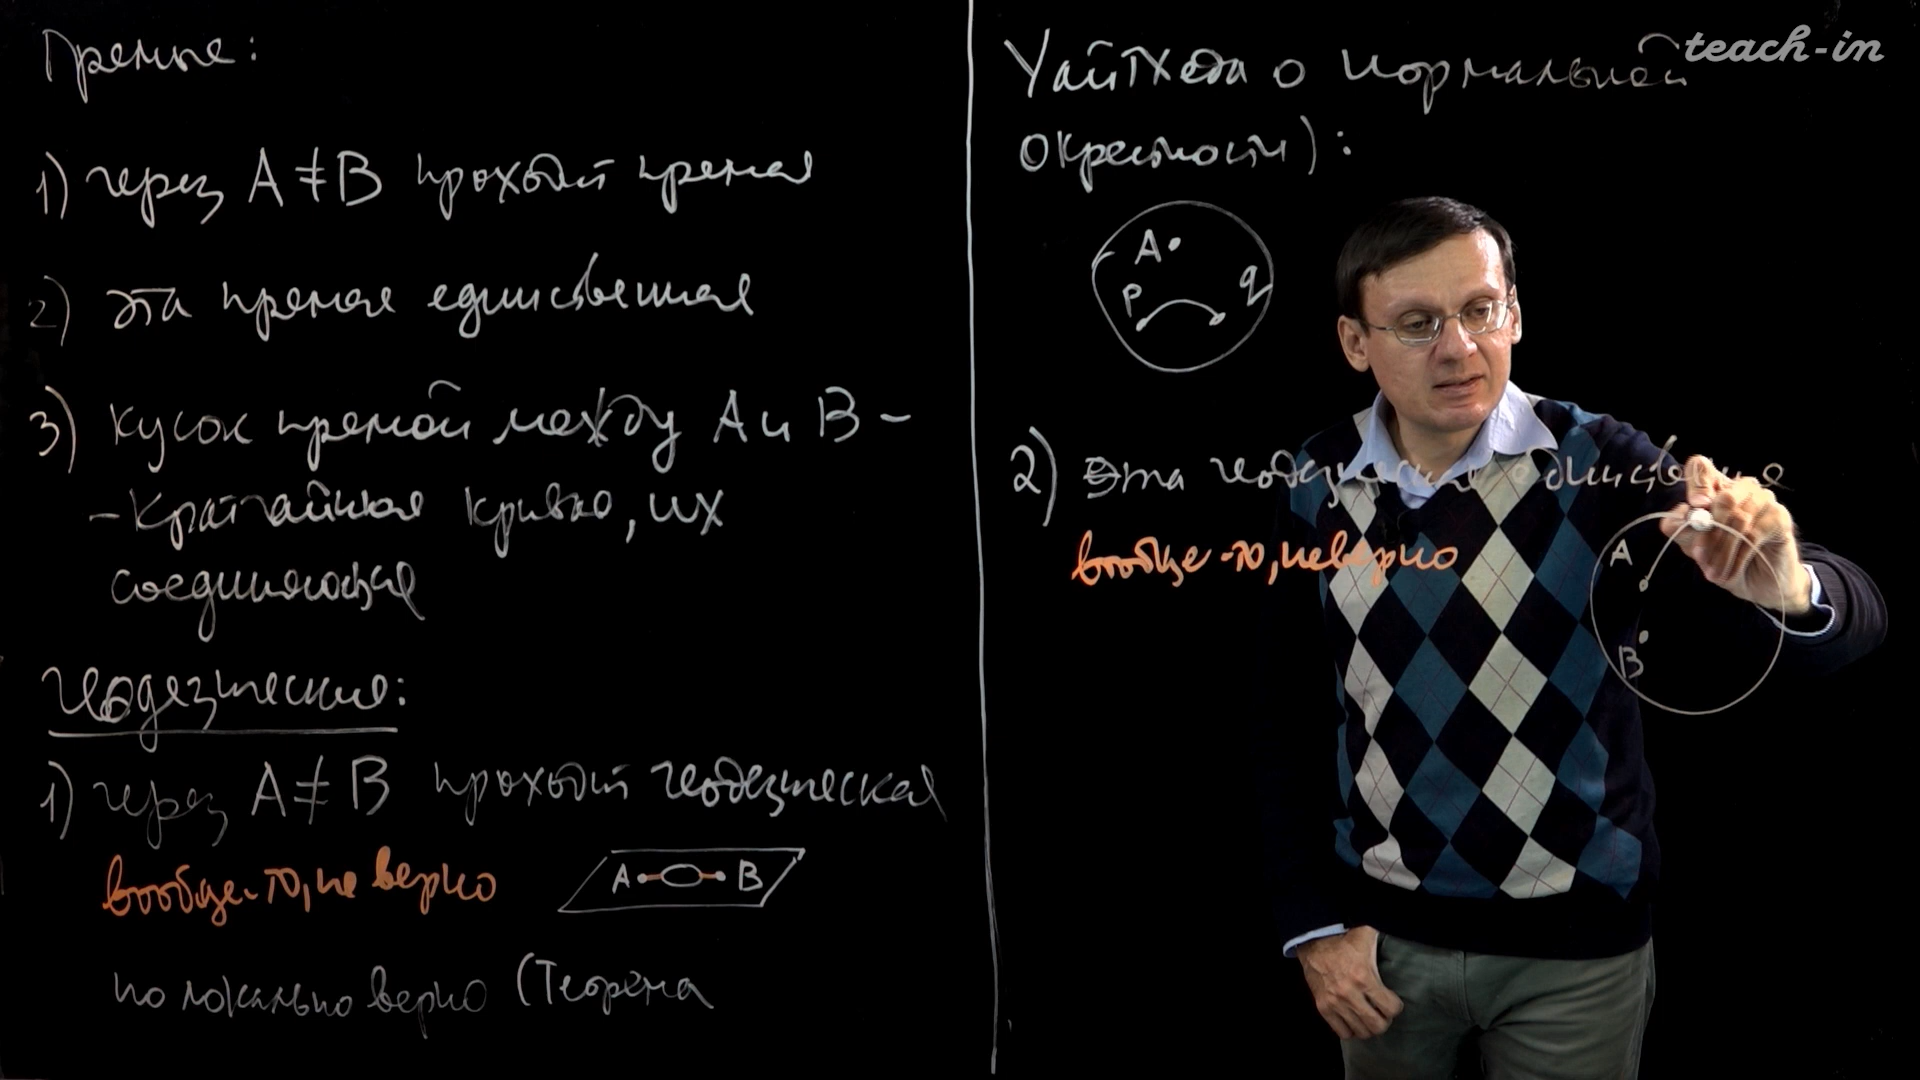 Прямые:
1) через A ≠ B проходит прямая
2) эта прямая единственная
3) Кусок прямой между A и B –
– кратчайшая кривая, их
соединяющая
Геодезические:
1) через A ≠ B проходит геодезическая
вообще-то, не верно
A B
но локально верно (Теорема
teach-in
Уайтхеда о нормальной
окрестности):
A
p q
2) Эта геодезическая единственная
вообще-то, неверно
A
B